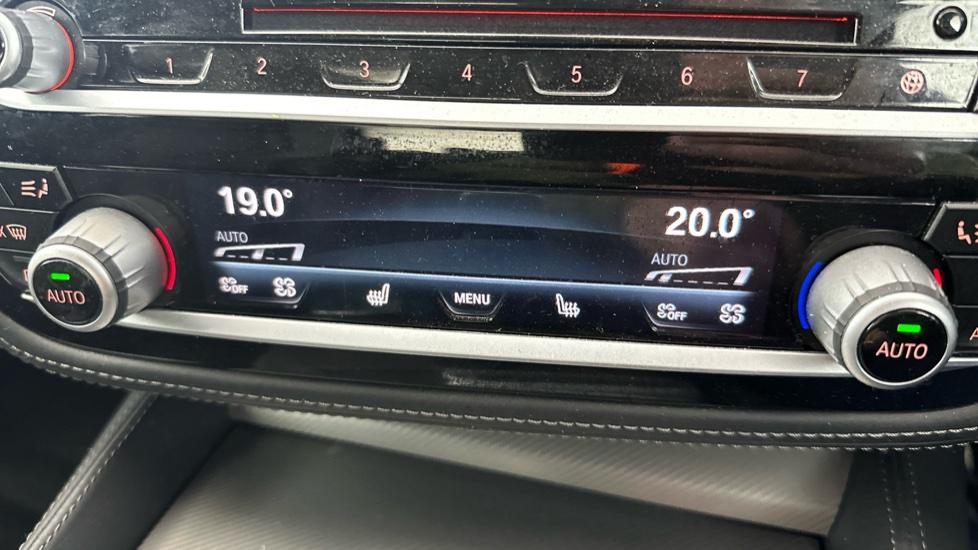 1 2 3 4 5 6 7
19.0° 20.0°
AUTO AUTO
OFF MENU OFF
AUTO AUTO